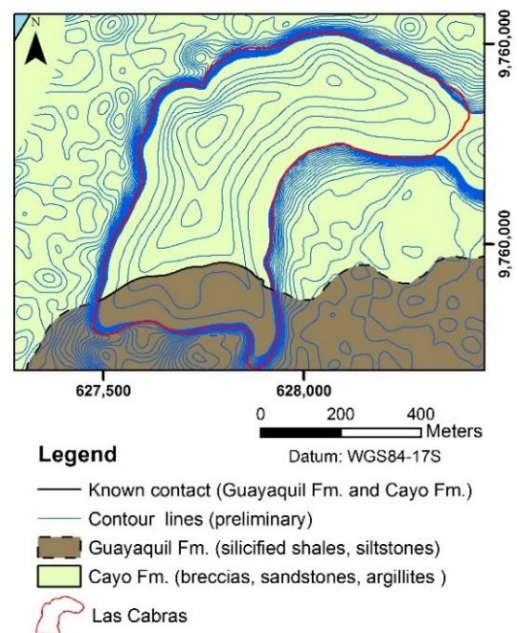 N
9,760,000
9,760,000
627,500
628,000
0 200 400
Meters
Datum: WGS84-17S
Legend
Known contact (Guayaquil Fm. and Cayo Fm.)
Contour lines (preliminary)
Guayaquil Fm. (silicified shales, siltstones)
Cayo Fm. (breccias, sandstones, argillites )
Las Cabras